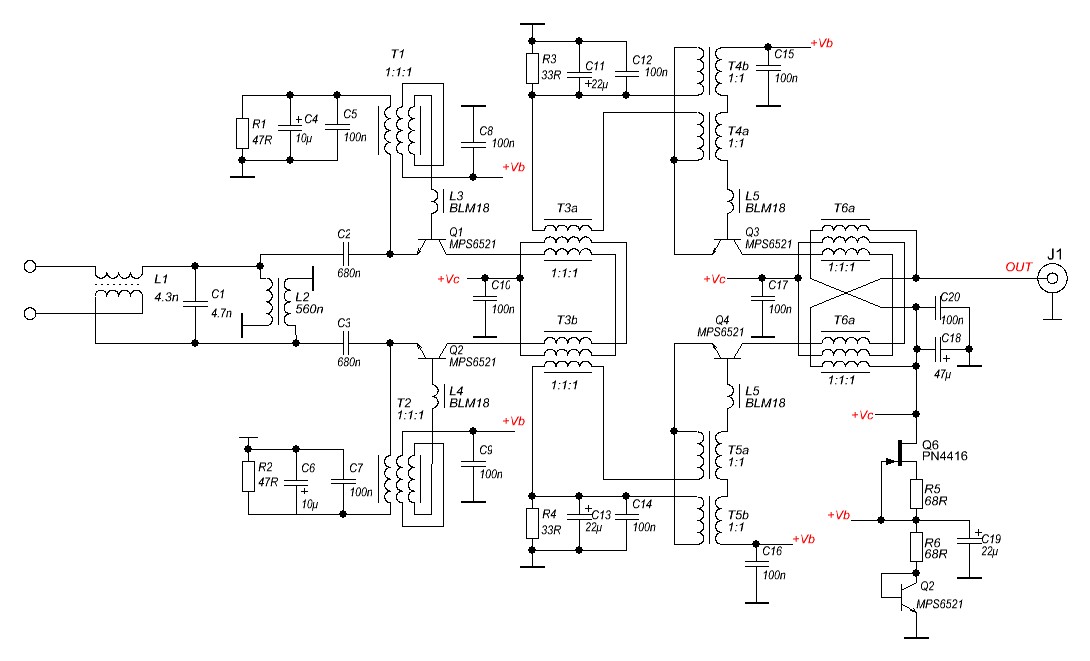 T1
1:1:1
R1
47R
C4
+
10µ
C5
100n
C8
100n
+Vb
L3
BLM18
Q1
MPS6521
R3
33R
C11
+22µ
C12
100n
T4b
1:1
C15
100n
+Vb
T4a
1:1
L5
BLM18
Q3
MPS6521
T3a
1:1:1
T6a
1:1:1
C2
680n
L1
4.3n
C1
4.7n
L2
560n
+Vc
C10
100n
+Vc
C17
100n
OUT
J1
C20
100n
C18
+
47µ
C3
680n
Q2
MPS6521
T3b
1:1:1
Q4
MPS6521
T6a
1:1:1
L4
BLM18
L5
BLM18
T2
1:1:1
+Vb
C9
100n
+Vc
R2
47R
C6
+
10µ
C7
100n
T5a
1:1
Q6
PN4416
R5
68R
R4
33R
+
C13
22µ
C14
100n
T5b
1:1
+Vb
C16
100n
+Vb
R6
68R
+
C19
22µ
Q2
MPS6521